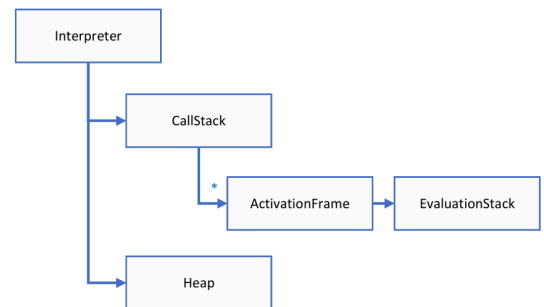 Interpreter
CallStack
*
ActivationFrame
EvaluationStack
Heap